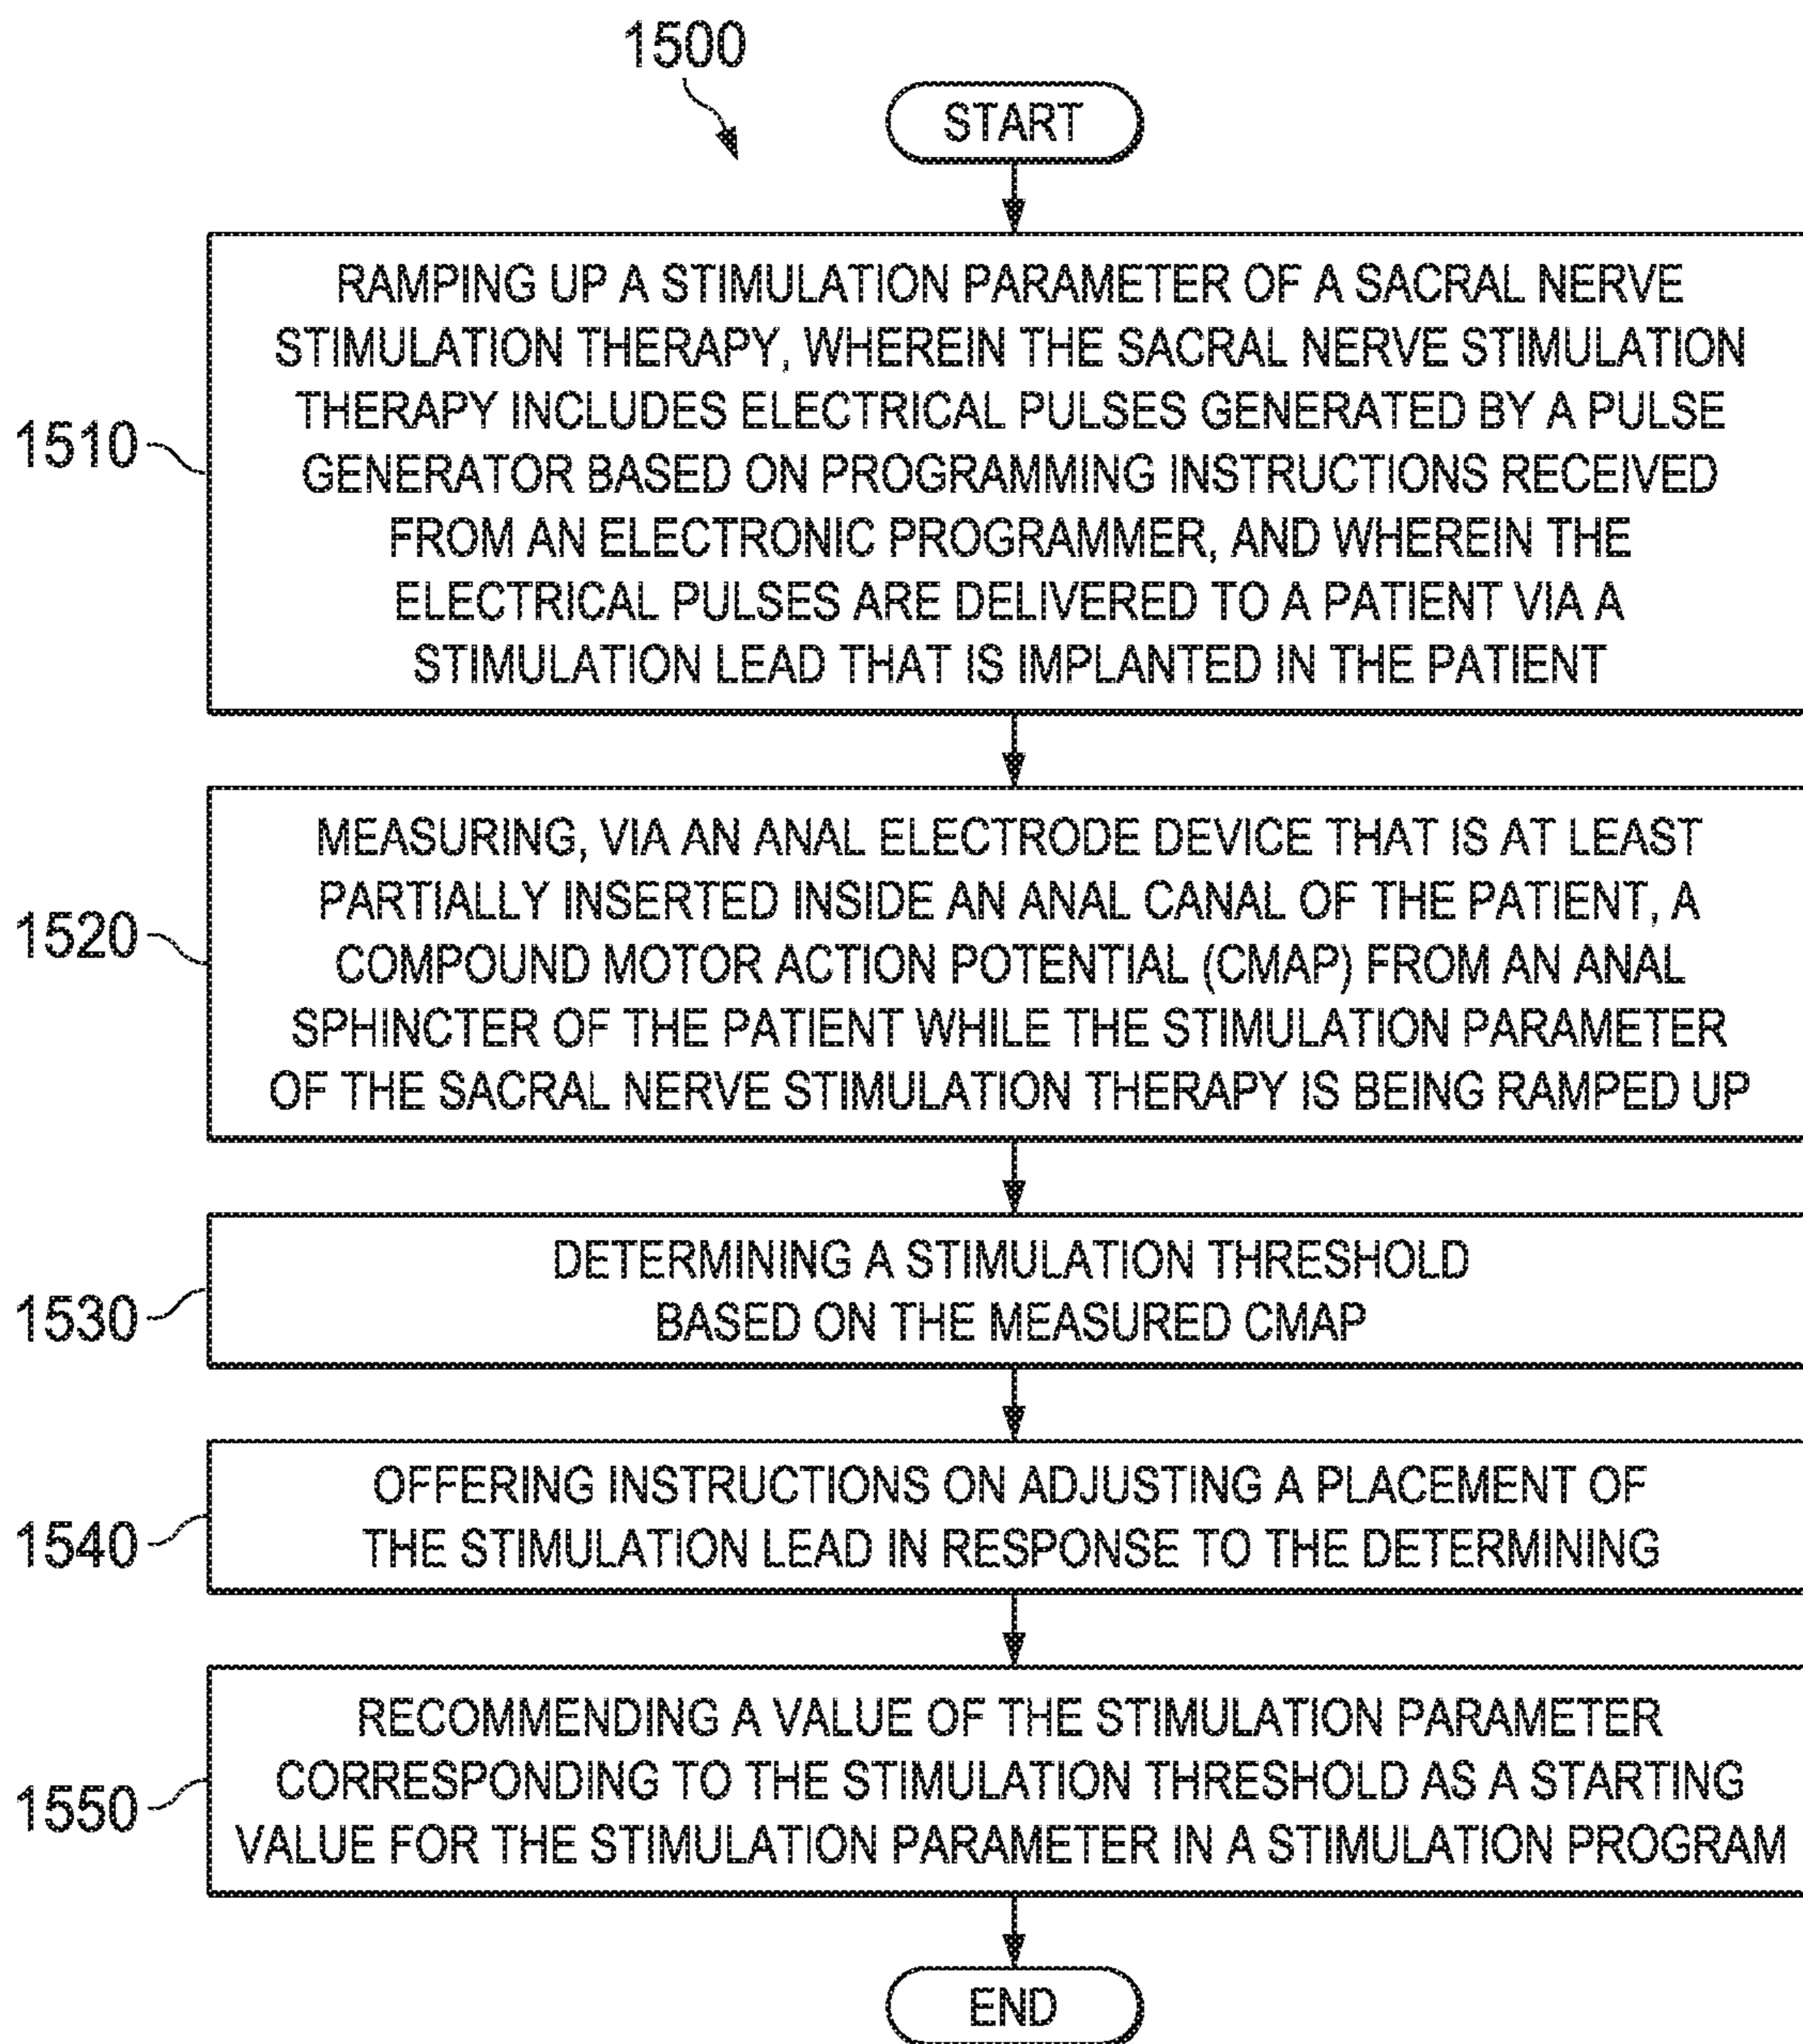 1500
START
1510
RAMPING UP A STIMULATION PARAMETER OF A SACRAL NERVE
STIMULATION THERAPY, WHEREIN THE SACRAL NERVE STIMULATION
THERAPY INCLUDES ELECTRICAL PULSES GENERATED BY A PULSE
GENERATOR BASED ON PROGRAMMING INSTRUCTIONS RECEIVED
FROM AN ELECTRONIC PROGRAMMER, AND WHEREIN THE
ELECTRICAL PULSES ARE DELIVERED TO A PATIENT VIA A
STIMULATION LEAD THAT IS IMPLANTED IN THE PATIENT
1520
MEASURING, VIA AN ANAL ELECTRODE DEVICE THAT IS AT LEAST
PARTIALLY INSERTED INSIDE AN ANAL CANAL OF THE PATIENT, A
COMPOUND MOTOR ACTION POTENTIAL (CMAP) FROM AN ANAL
SPHINCTER OF THE PATIENT WHILE THE STIMULATION PARAMETER
OF THE SACRAL NERVE STIMULATION THERAPY IS BEING RAMPED UP
1530
DETERMINING A STIMULATION THRESHOLD
BASED ON THE MEASURED CMAP
1540
OFFERING INSTRUCTIONS ON ADJUSTING A PLACEMENT OF
THE STIMULATION LEAD IN RESPONSE TO THE DETERMINING
1550
RECOMMENDING A VALUE OF THE STIMULATION PARAMETER
CORRESPONDING TO THE STIMULATION THRESHOLD AS A STARTING
VALUE FOR THE STIMULATION PARAMETER IN A STIMULATION PROGRAM
END